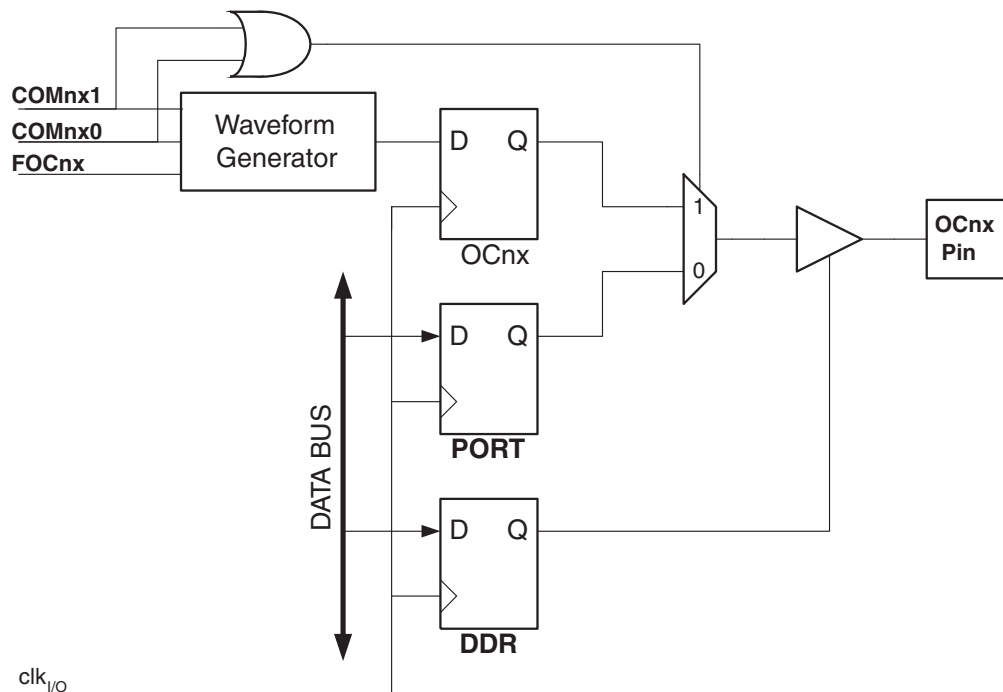 COMnx1
COMnx0
FOCnx
Waveform
Generator
D Q
OCnx
1
0
OCnx
Pin
D Q
PORT
DATA BUS
D Q
DDR
clkI/O